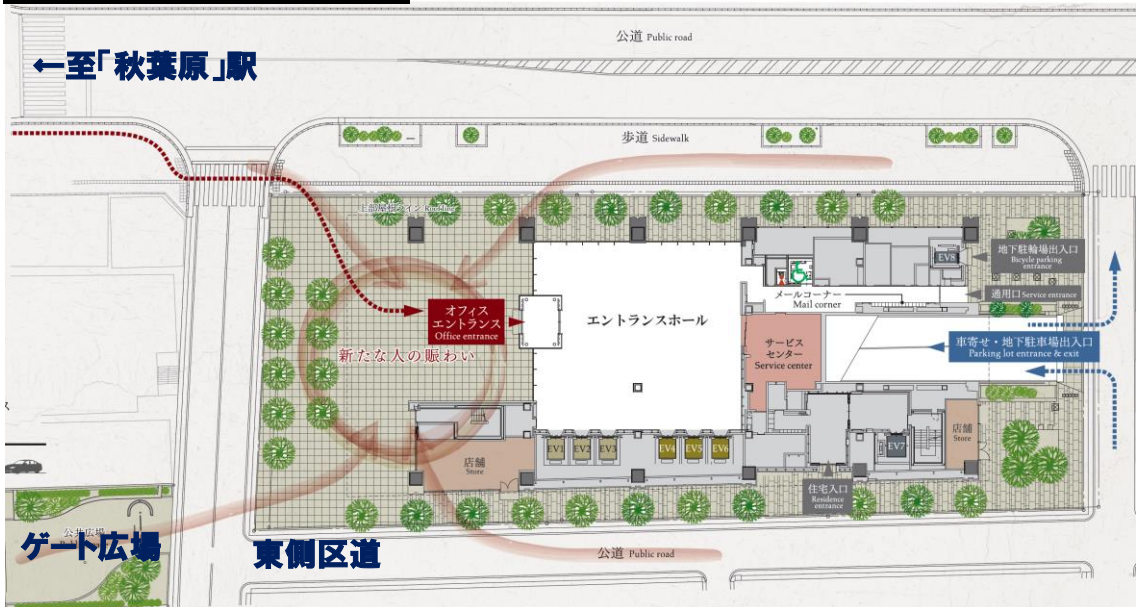 公道 Public road
←至「秋葉原」駅
歩道 Sidewalk
EV8
地下駐輪場出入口
Bicycle parking
entrance
メールコーナー
Mail corner
通用口 Service entrance
オフィス
エントランス
Office entrance
エントランスホール
サービス
センター
Service center
車寄せ・地下駐車場出入口
Parking lot entrance & exit
新たな人の賑わい
ス
店舗
Store
EV1
EV2
EV3
EV4
EV5
EV6
EV7
店舗
Store
住宅入口
Residence
entrance
ゲート広場
東側区道
公道 Public road